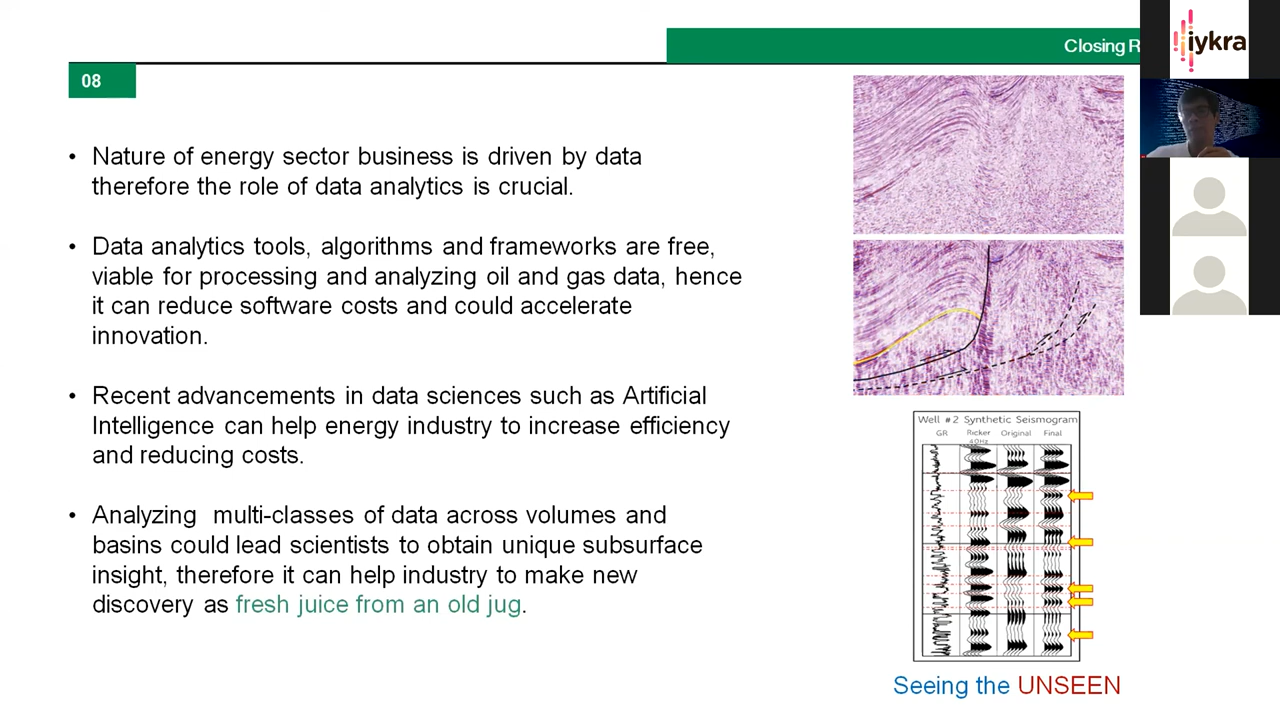 Closing R
iykra
08
• Nature of energy sector business is driven by data
therefore the role of data analytics is crucial.
• Data analytics tools, algorithms and frameworks are free,
viable for processing and analyzing oil and gas data, hence
it can reduce software costs and could accelerate
innovation.
• Recent advancements in data sciences such as Artificial
Intelligence can help energy industry to increase efficiency
and reducing costs.
• Analyzing  multi-classes of data across volumes and
basins could lead scientists to obtain unique subsurface
insight, therefore it can help industry to make new
discovery as fresh juice from an old jug.
Well #2 Synthetic Seismogram
GR Ricker Original Final
40Hz
Seeing the UNSEEN